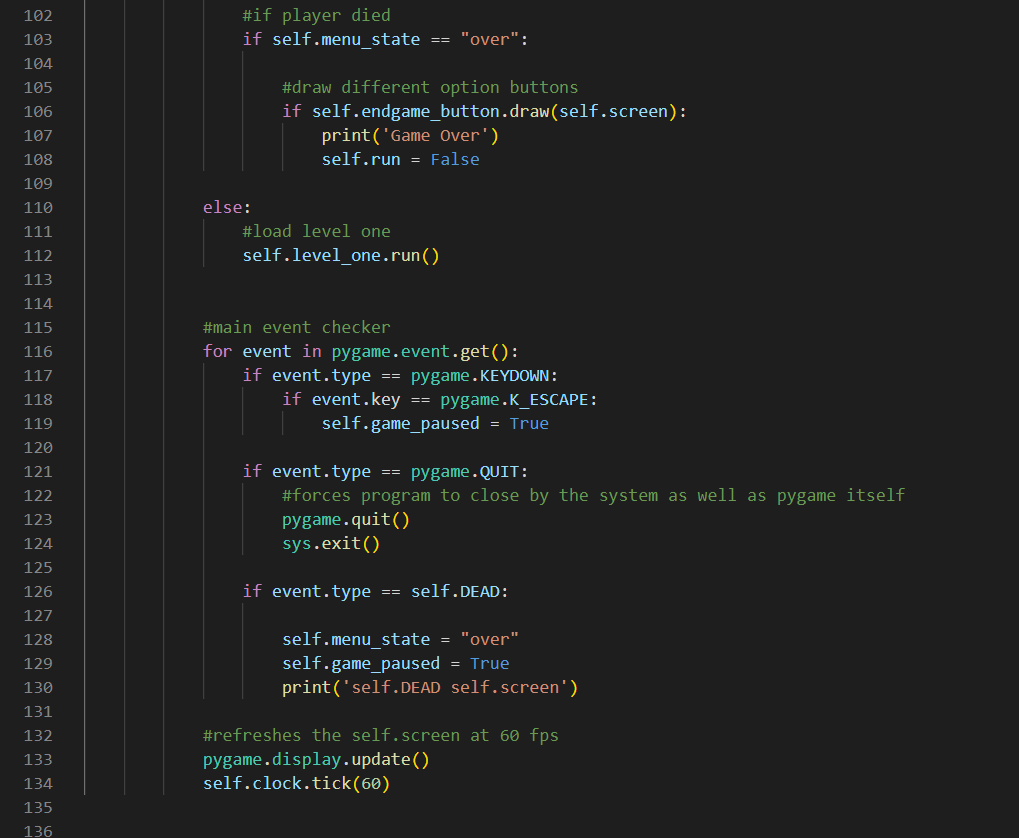 102 #if player died
103 if self.menu_state == "over":
104
105 #draw different option buttons
106 if self.endgame_button.draw(self.screen):
107 print('Game Over')
108 self.run = False
109
110 else:
111 #load level one
112 self.level_one.run()
113
114
115 #main event checker
116 for event in pygame.event.get():
117 if event.type == pygame.KEYDOWN:
118 if event.key == pygame.K_ESCAPE:
119 self.game_paused = True
120
121 if event.type == pygame.QUIT:
122 #forces program to close by the system as well as pygame itself
123 pygame.quit()
124 sys.exit()
125
126 if event.type == self.DEAD:
127
128 self.menu_state = "over"
129 self.game_paused = True
130 print('self.DEAD self.screen')
131
132 #refreshes the self.screen at 60 fps
133 pygame.display.update()
134 self.clock.tick(60)
135
136